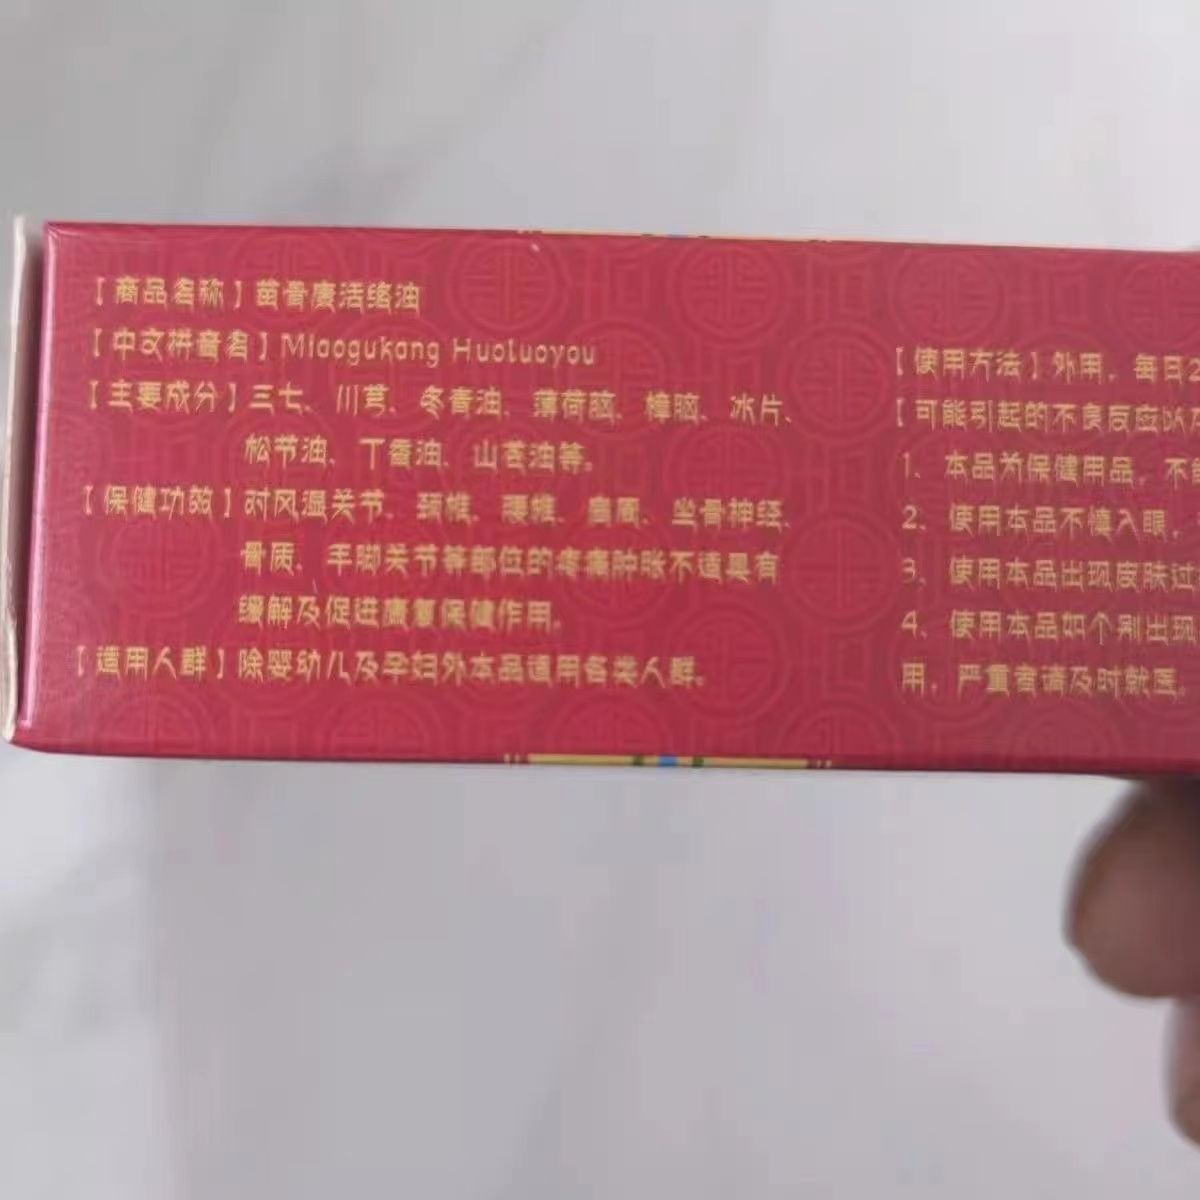 【商品名称】苗骨康活络油
【中文拼音名】Miaogukang Huoluoyou
【主要成分】三七、川芎、冬青油、薄荷脑、樟脑、冰片、
松节油、丁香油、山苍油等。
【保健功效】对风湿关节、颈椎、腰椎、肩周、坐骨神经、
骨质、手脚关节等部位的疼痛肿胀不适具有
缓解及促进康复保健作用。
【适用人群】除婴幼儿及孕妇外本品适用各类人群。
【使用方法】外用，每日2
【可能引起的不良反应以及
1、本品为保健用品，不能
2、使用本品不慎入眼，
3、使用本品出现皮肤过
4、使用本品如个别出现
用，严重者请及时就医。